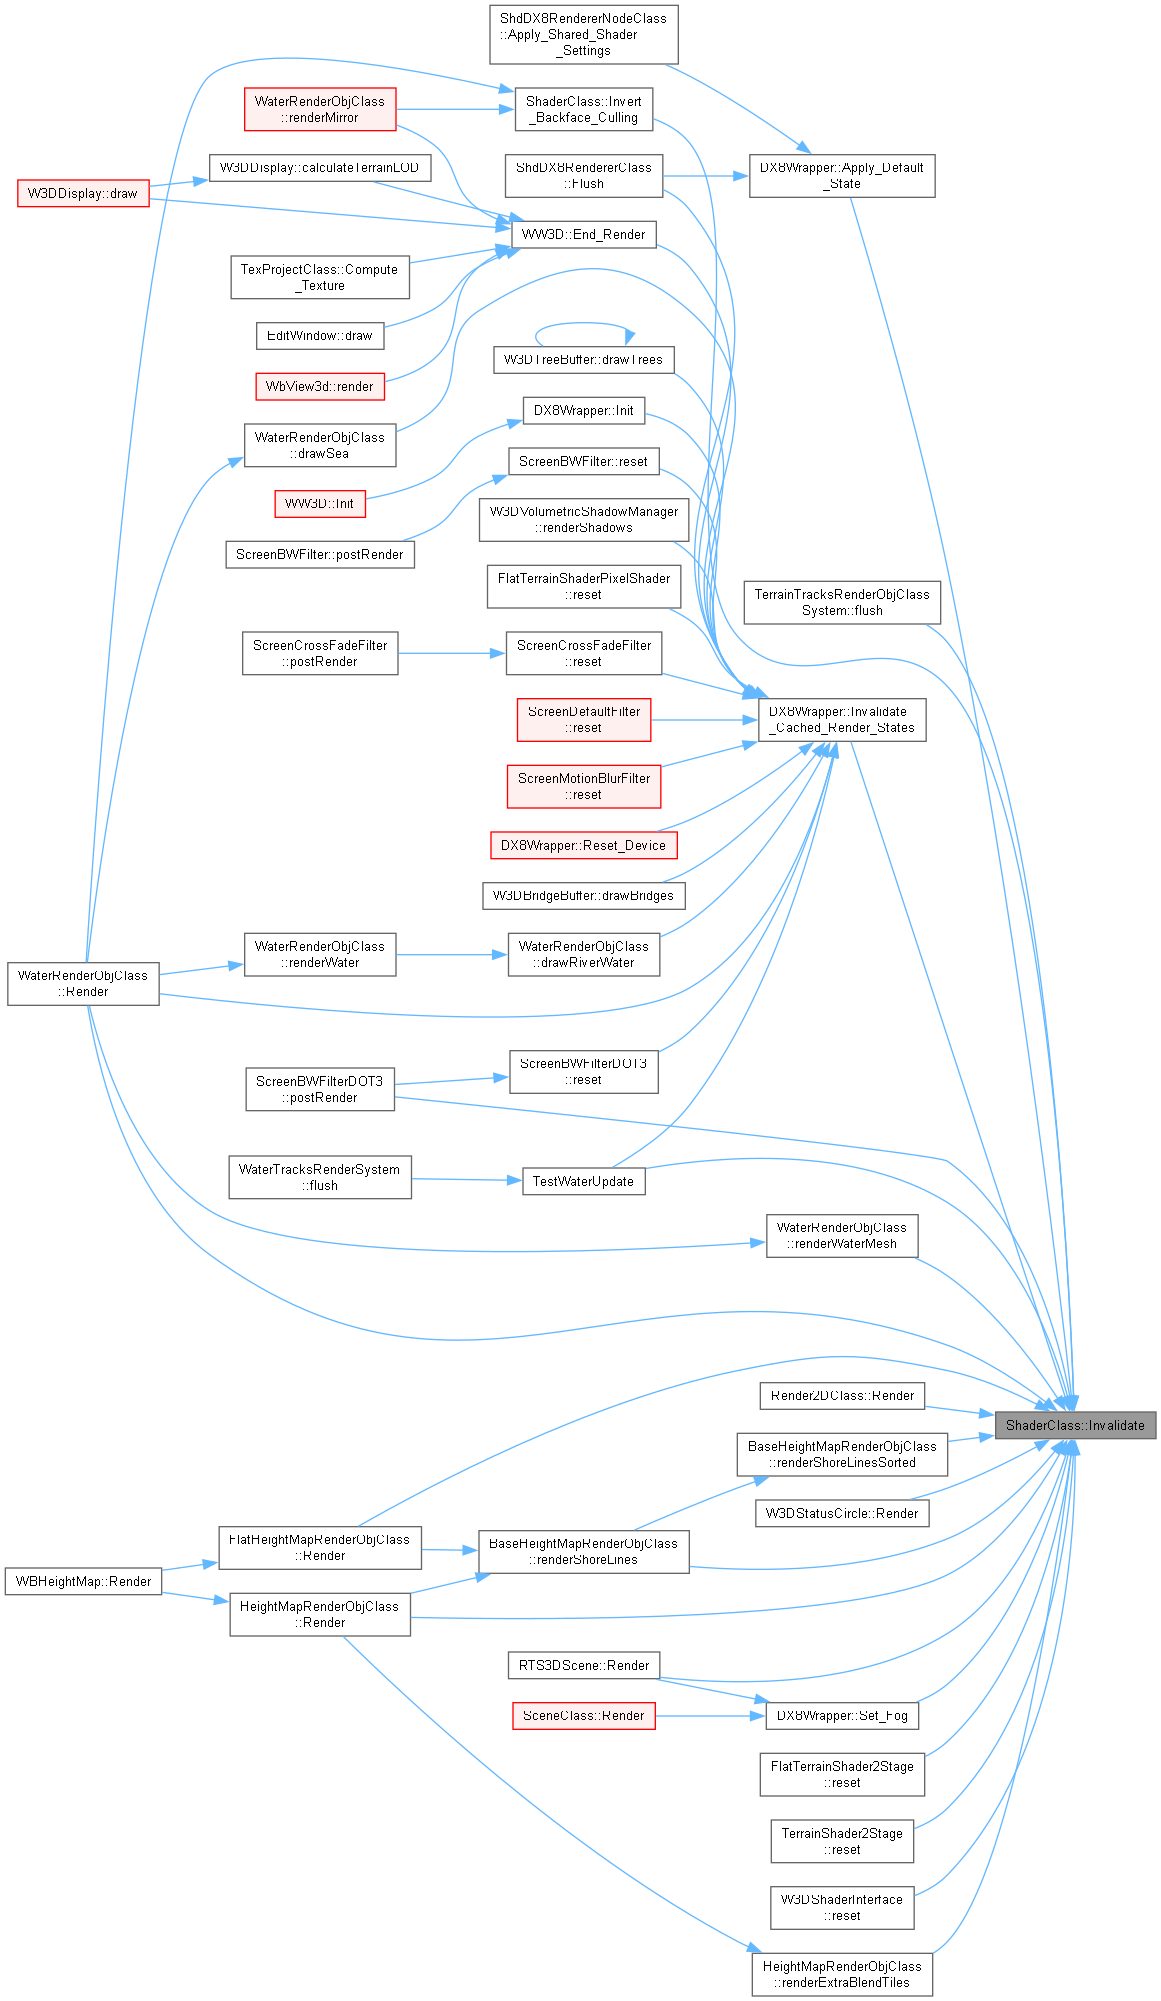 ShdDX8RendererNodeClass
::Apply_Shared_Shader
_Settings
ShaderClass::Invert
_Backface_Culling
WaterRenderObjClass
::renderMirror
W3DDisplay::calculateTerrainLOD
ShdDX8RendererClass
::Flush
DX8Wrapper::Apply_Default
_State
W3DDisplay::draw
WW3D::End_Render
TexProjectClass::Compute
_Texture
EditWindow::draw
W3DTreeBuffer::drawTrees
WbView3d::render
DX8Wrapper::Init
WaterRenderObjClass
::drawSea
ScreenBWFilter::reset
WW3D::Init
W3DVolumetricShadowManager
::renderShadows
ScreenBWFilter::postRender
FlatTerrainShaderPixelShader
::reset
TerrainTracksRenderObjClass
System::flush
ScreenCrossFadeFilter
::postRender
ScreenCrossFadeFilter
::reset
ScreenDefaultFilter
::reset
DX8Wrapper::Invalidate
_Cached_Render_States
ScreenMotionBlurFilter
::reset
DX8Wrapper::Reset_Device
W3DBridgeBuffer::drawBridges
WaterRenderObjClass
::renderWater
WaterRenderObjClass
::drawRiverWater
WaterRenderObjClass
::Render
ScreenBWFilterDOT3
::reset
ScreenBWFilterDOT3
::postRender
WaterTracksRenderSystem
::flush
TestWaterUpdate
WaterRenderObjClass
::renderWaterMesh
Render2DClass::Render
ShaderClass::Invalidate
BaseHeightMapRenderObjClass
::renderShoreLinesSorted
W3DStatusCircle::Render
FlatHeightMapRenderObjClass
::Render
BaseHeightMapRenderObjClass
::renderShoreLines
WBHeightMap::Render
HeightMapRenderObjClass
::Render
RTS3DScene::Render
SceneClass::Render
DX8Wrapper::Set_Fog
FlatTerrainShader2Stage
::reset
TerrainShader2Stage
::reset
W3DShaderInterface
::reset
HeightMapRenderObjClass
::renderExtraBlendTiles